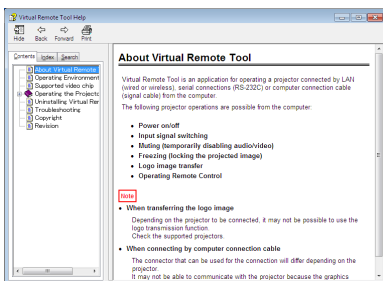 Virtual Remote Tool Help
Hide Back Forward Print
Contents Index Search
About Virtual Remote
Operating Environment
Supported video chip
Operating the Projecto
Uninstalling Virtual Rer
Troubleshooting
Copyright
Revision
About Virtual Remote Tool
Virtual Remote Tool is an application for operating a projector connected by LAN
(wired or wireless), serial connections (RS-232C) or computer connection cable
(signal cable) from the computer.
The following projector operations are possible from the computer:
• Power on/off
• Input signal switching
• Muting (temporarily disabling audio/video)
• Freezing (locking the projected image)
• Logo image transfer
• Operating Remote Control
Note
• When transferring the logo image
Depending on the projector to be connected, it may not be possible to use the
logo transmission function.
Check the supported projectors.
• When connecting by computer connection cable
The connector that can be used for the connection will differ depending on the
projector.
It may not be able to communicate with the projector because the graphics